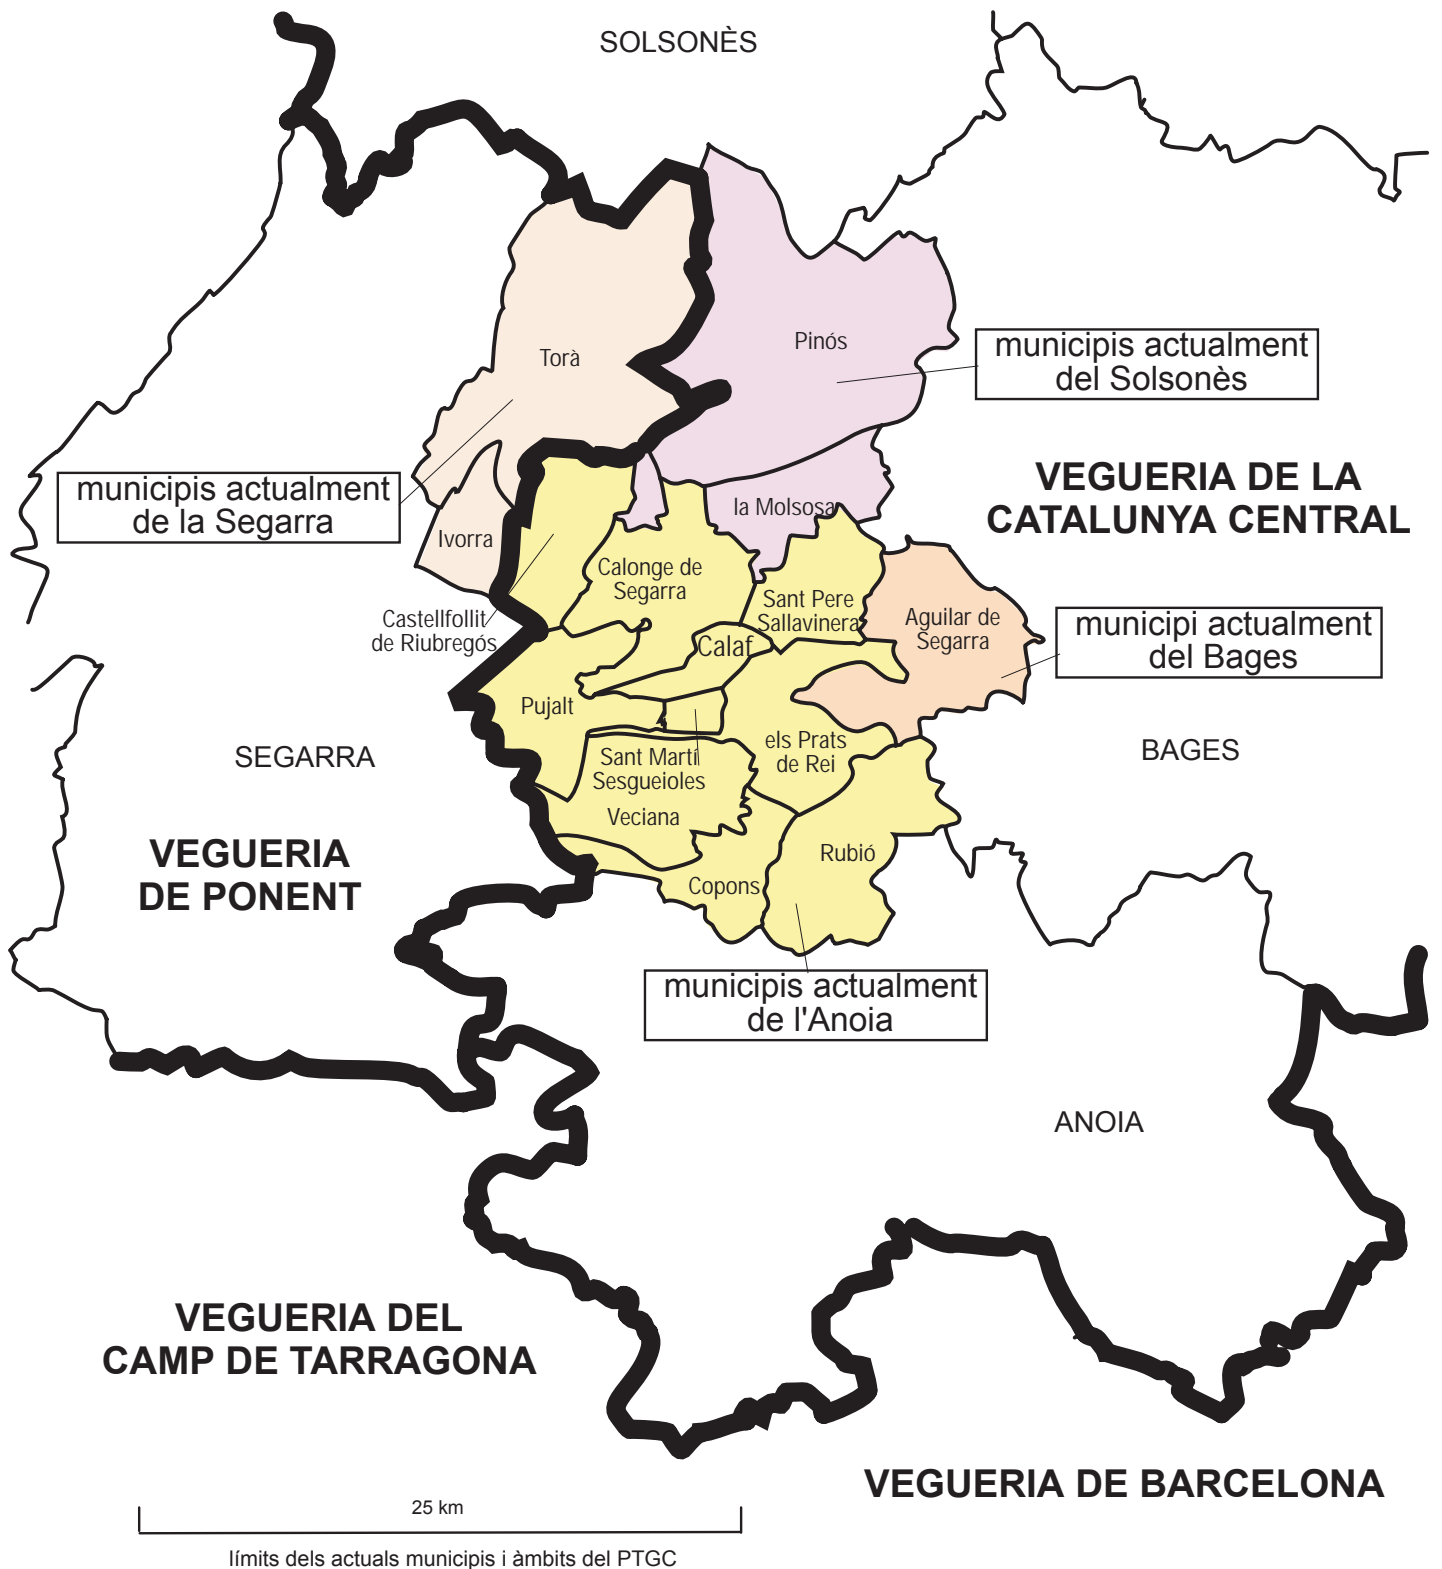 SOLSONÈS
Pinós
Torà
municipis actualment
del Solsonès
municipis actualment
de la Segarra
VEGUERIA DE LA
CATALUNYA CENTRAL
la Molsosa
Ivorra
Calonge de
Segarra
Sant Pere
Sallavinera
Castellfollit
de Riubregós
Aguilar de
Segarra
municipi actualment
del Bages
Calaf
Pujalt
SEGARRA
Sant Martí
Sesgueioles
els Prats
de Rei
BAGES
Veciana
Rubió
VEGUERIA
DE PONENT
Copons
municipis actualment
de l'Anoia
ANOIA
VEGUERIA DEL
CAMP DE TARRAGONA
VEGUERIA DE BARCELONA
25 km
límits dels actuals municipis i àmbits del PTGC